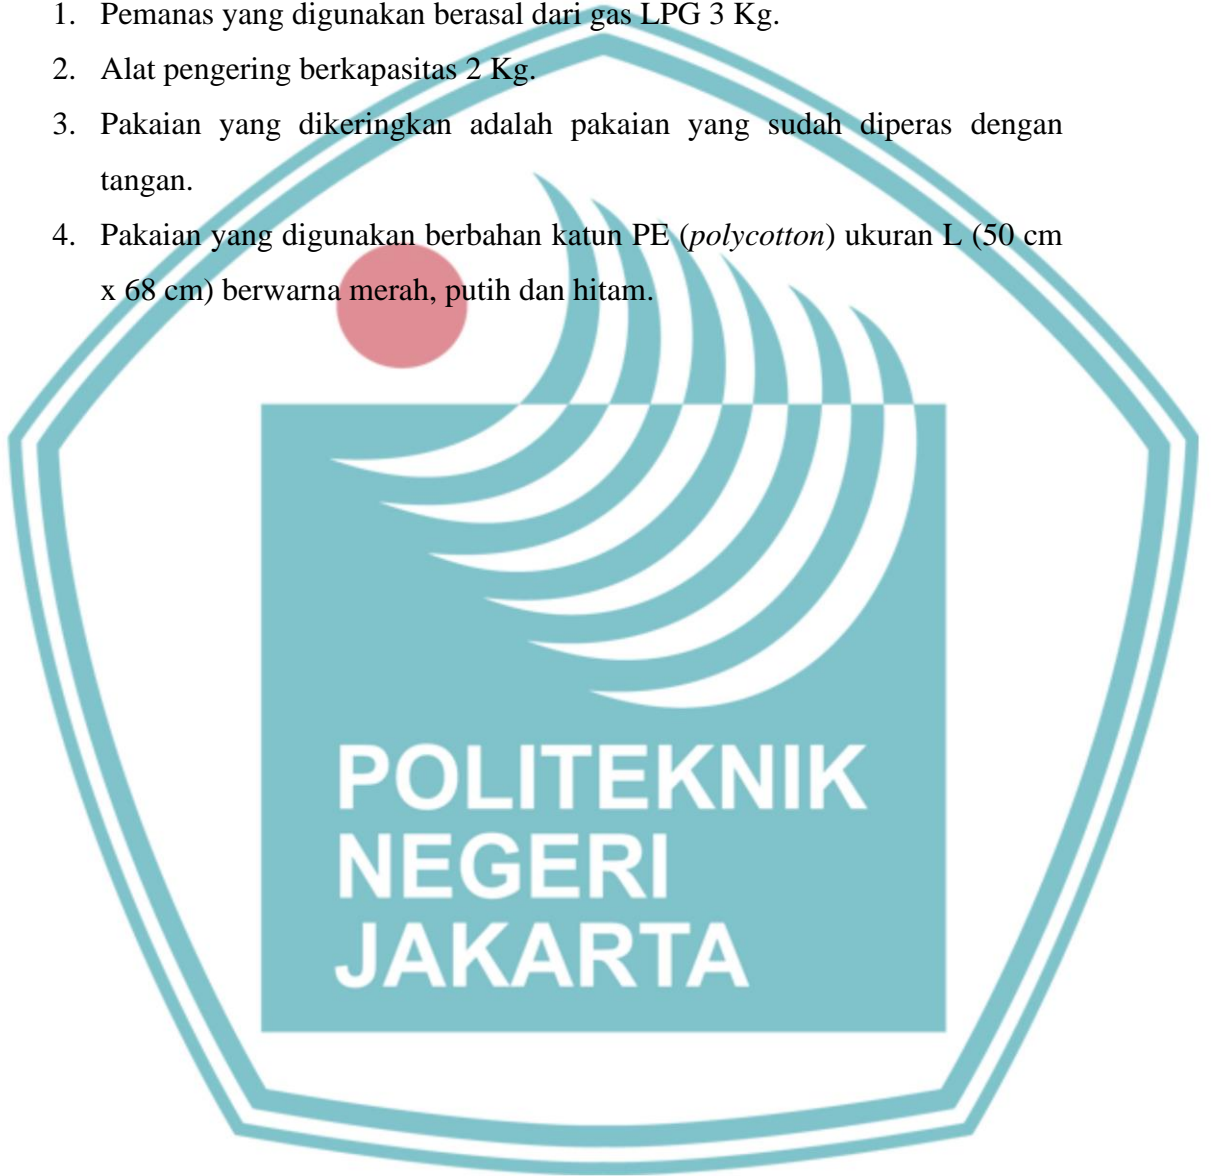 1. Pemanas yang digunakan berasal dari gas LPG 3 Kg.
2. Alat pengering berkapasitas 2 Kg.
3. Pakaian yang dikeringkan adalah pakaian yang sudah diperas dengan
tangan.
4. Pakaian yang digunakan berbahan katun PE (polycotton) ukuran L (50 cm
x 68 cm) berwarna merah, putih dan hitam.
POLITEKNIK
NEGERI
JAKARTA